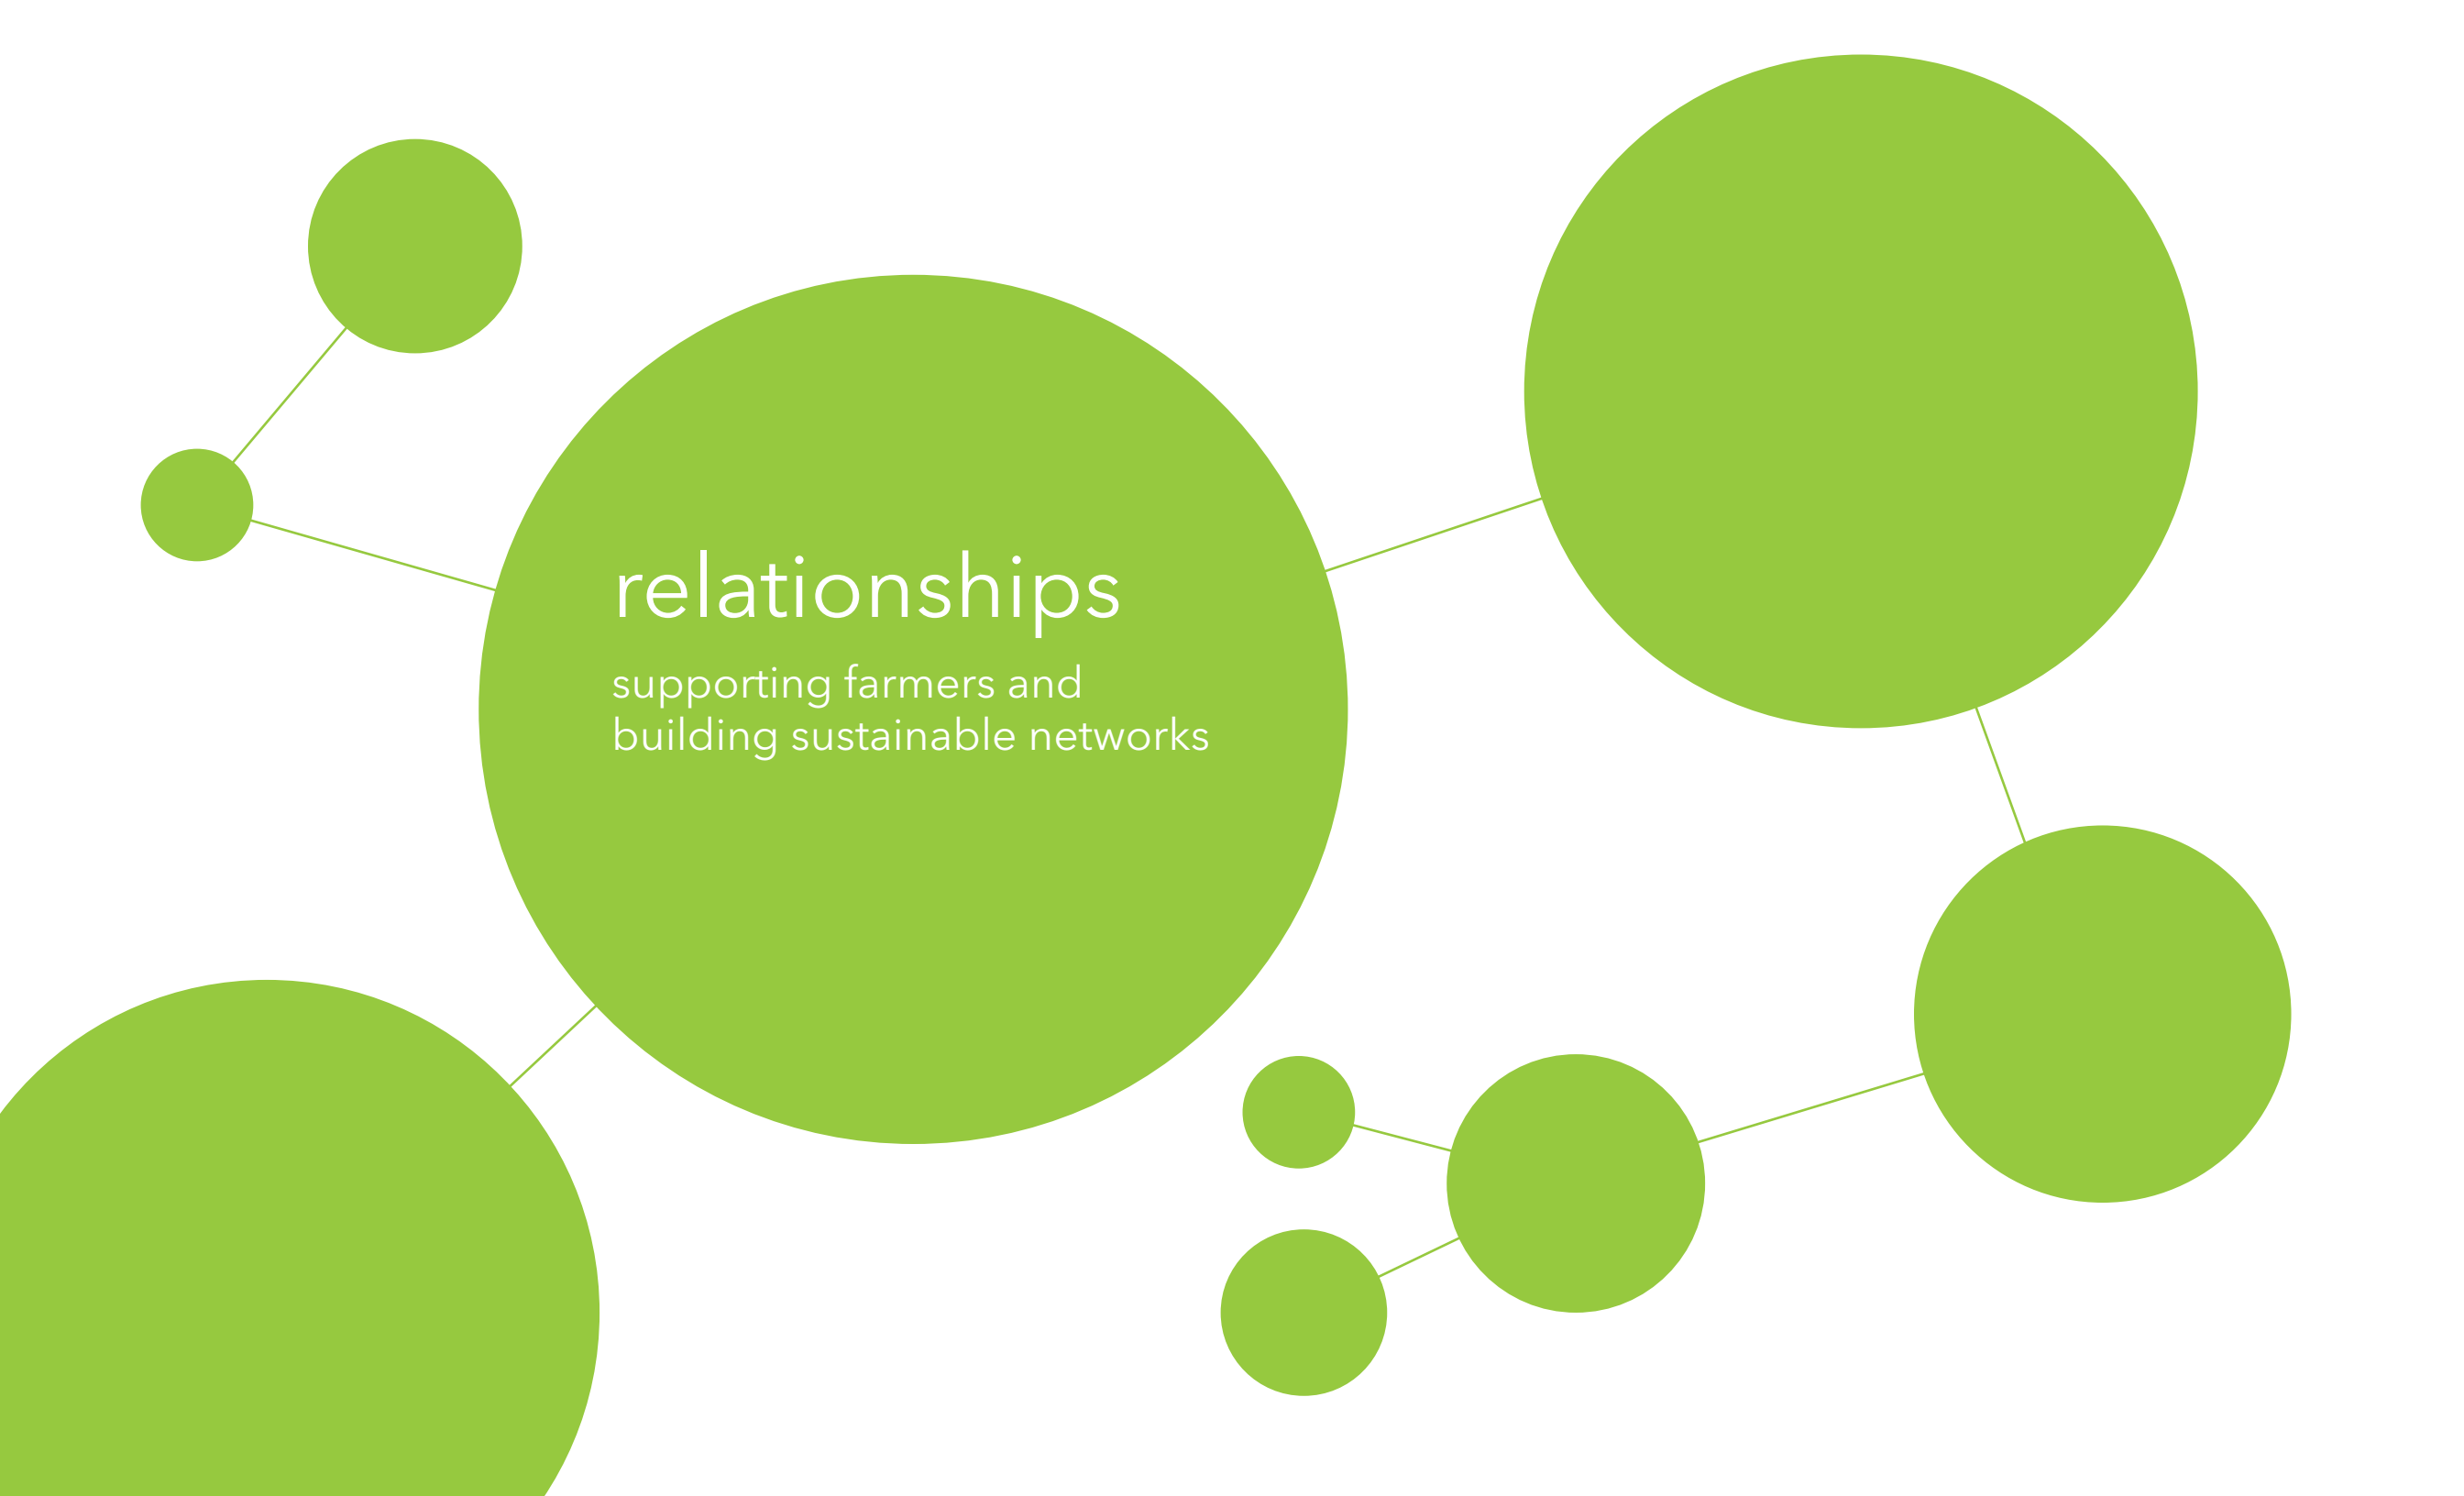 relationships
supporting farmers and
building sustainable networks